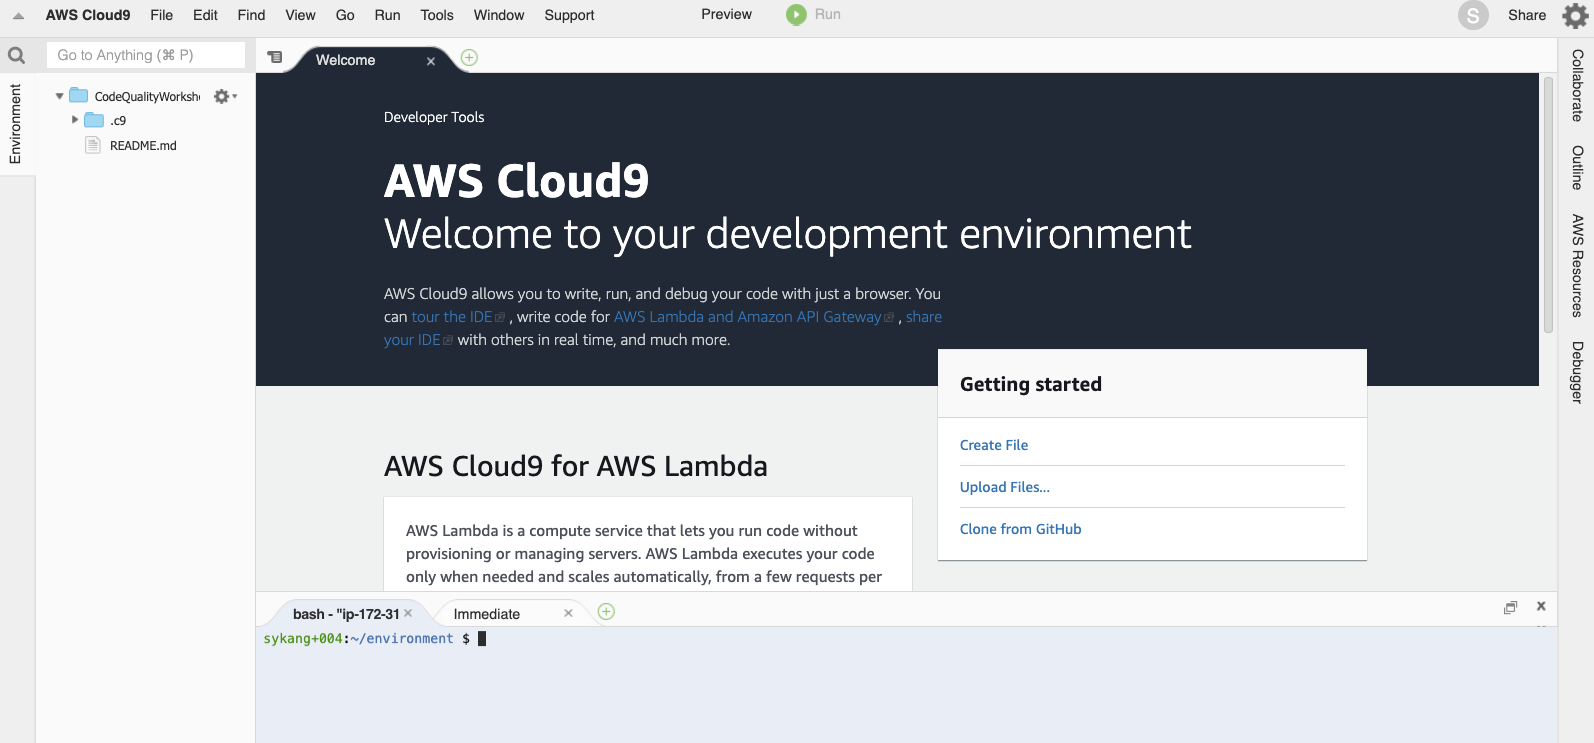 AWS Cloud9 File Edit Find View Go Run Tools Window Support Preview Run S Share
Go to Anything (⌘ P)
Welcome
Environment
CodeQualityWorksh
.c9
README.md
Developer Tools
AWS Cloud9
Welcome to your development environment
AWS Cloud9 allows you to write, run, and debug your code with just a browser. You
can tour the IDE , write code for AWS Lambda and Amazon API Gateway , share
your IDE with others in real time, and much more.
Getting started
Create File
Upload Files...
Clone from GitHub
AWS Cloud9 for AWS Lambda
AWS Lambda is a compute service that lets you run code without
provisioning or managing servers. AWS Lambda executes your code
only when needed and scales automatically, from a few requests per
bash - "ip-172-31 Immediate
sykang+004:~/environment $
Collaborate
Outline
AWS Resources
Debugger